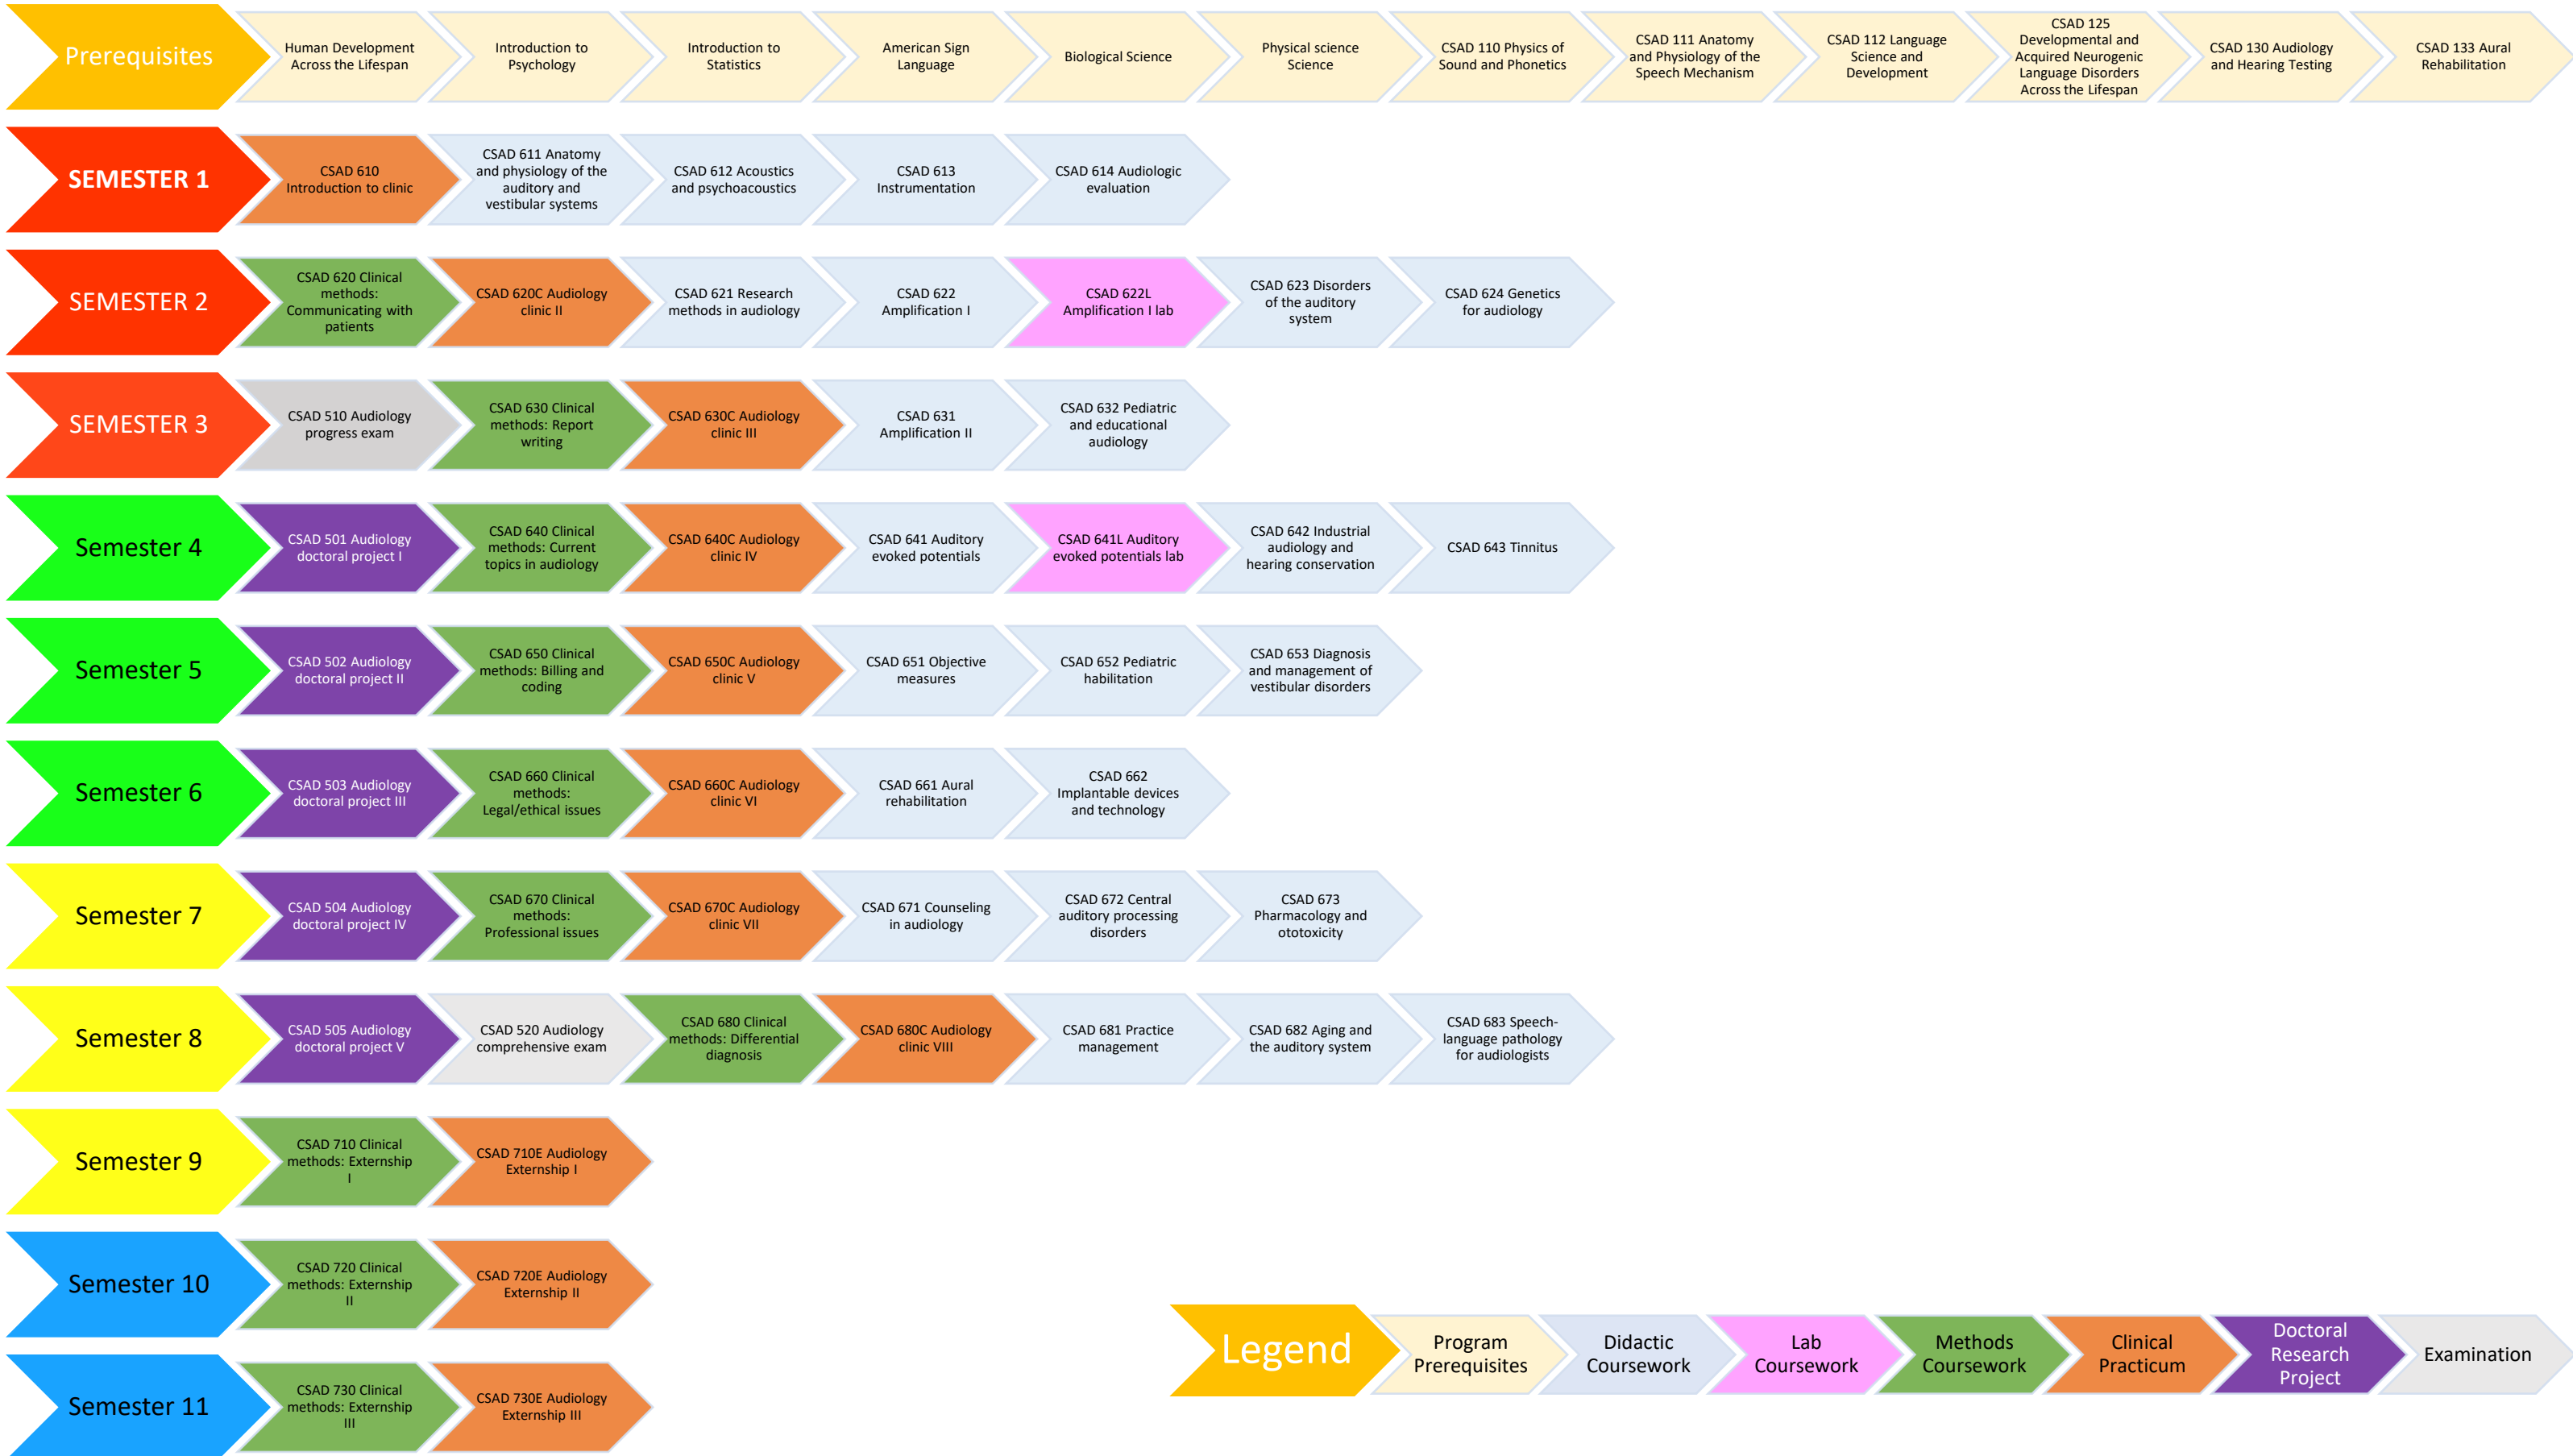 Prerequisites
Human Development
Across the Lifespan
Introduction to
Psychology
Introduction to
Statistics
American Sign
Language
Biological Science
Physical science
Science
CSAD 110 Physics of
Sound and Phonetics
CSAD 111 Anatomy
and Physiology of the
Speech Mechanism
CSAD 112 Language
Science and
Development
CSAD 125
Developmental and
Acquired Neurogenic
Language Disorders
Across the Lifespan
CSAD 130 Audiology
and Hearing Testing
CSAD 133 Aural
Rehabilitation
SEMESTER 1
CSAD 610
Introduction to clinic
CSAD 611 Anatomy
and physiology of the
auditory and
vestibular systems
CSAD 612 Acoustics
and psychoacoustics
CSAD 613
Instrumentation
CSAD 614 Audiologic
evaluation
SEMESTER 2
CSAD 620 Clinical
methods:
Communicating with
patients
CSAD 620C Audiology
clinic II
CSAD 621 Research
methods in audiology
CSAD 622
Amplification I
CSAD 622L
Amplification I lab
CSAD 623 Disorders
of the auditory
system
CSAD 624 Genetics
for audiology
SEMESTER 3
CSAD 510 Audiology
progress exam
CSAD 630 Clinical
methods: Report
writing
CSAD 630C Audiology
clinic III
CSAD 631
Amplification II
CSAD 632 Pediatric
and educational
audiology
Semester 4
CSAD 501 Audiology
doctoral project I
CSAD 640 Clinical
methods: Current
topics in audiology
CSAD 640C Audiology
clinic IV
CSAD 641 Auditory
evoked potentials
CSAD 641L Auditory
evoked potentials lab
CSAD 642 Industrial
audiology and
hearing conservation
CSAD 643 Tinnitus
Semester 5
CSAD 502 Audiology
doctoral project II
CSAD 650 Clinical
methods: Billing and
coding
CSAD 650C Audiology
clinic V
CSAD 651 Objective
measures
CSAD 652 Pediatric
habilitation
CSAD 653 Diagnosis
and management of
vestibular disorders
Semester 6
CSAD 503 Audiology
doctoral project III
CSAD 660 Clinical
methods:
Legal/ethical issues
CSAD 660C Audiology
clinic VI
CSAD 661 Aural
rehabilitation
CSAD 662
Implantable devices
and technology
Semester 7
CSAD 504 Audiology
doctoral project IV
CSAD 670 Clinical
methods:
Professional issues
CSAD 670C Audiology
clinic VII
CSAD 671 Counseling
in audiology
CSAD 672 Central
auditory processing
disorders
CSAD 673
Pharmacology and
ototoxicity
Semester 8
CSAD 505 Audiology
doctoral project V
CSAD 520 Audiology
comprehensive exam
CSAD 680 Clinical
methods: Differential
diagnosis
CSAD 680C Audiology
clinic VIII
CSAD 681 Practice
management
CSAD 682 Aging and
the auditory system
CSAD 683 Speech-
language pathology
for audiologists
Semester 9
CSAD 710 Clinical
methods: Externship
I
CSAD 710E Audiology
Externship I
Semester 10
CSAD 720 Clinical
methods: Externship
II
CSAD 720E Audiology
Externship II
Semester 11
CSAD 730 Clinical
methods: Externship
III
CSAD 730E Audiology
Externship III
Legend
Program
Prerequisites
Didactic
Coursework
Lab
Coursework
Methods
Coursework
Clinical
Practicum
Doctoral
Research
Project
Examination